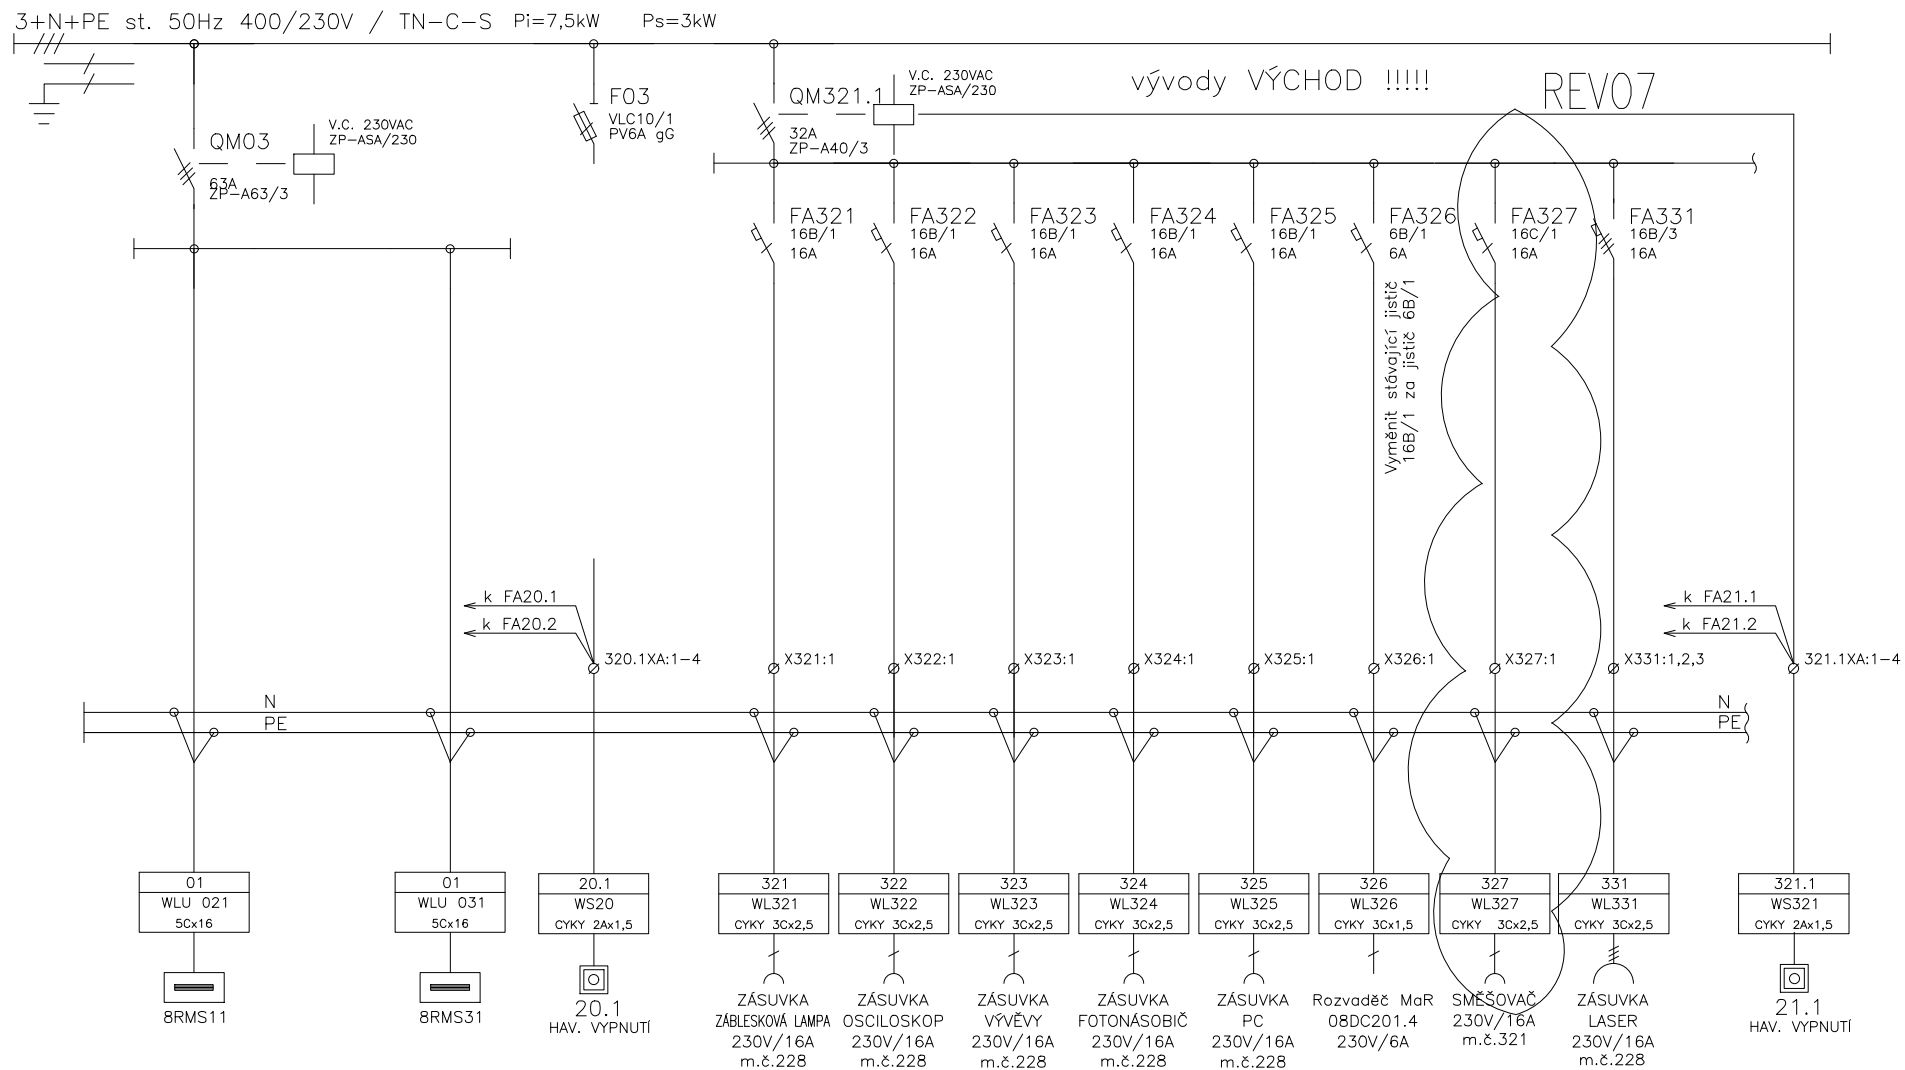 3+N+PE st. 50Hz 400/230V / TN-C-S Pi=7,5kW Ps=3kW
vývody VÝCHOD !!!!!
REV07
QM03
63A
ZP-A63/3
V.C. 230VAC
ZP-ASA/230
F03
VLC10/1
PV6A gG
QM321.1
32A
ZP-A40/3
V.C. 230VAC
ZP-ASA/230
FA321
16B/1
16A
FA322
16B/1
16A
FA323
16B/1
16A
FA324
16B/1
16A
FA325
16B/1
16A
FA326
6B/1
6A
FA327
16C/1
16A
FA331
16B/3
16A
Vyměnit stávající jistič
16B/1 za jistič 6B/1
k FA20.1
k FA20.2
320.1XA:1-4
X321:1
X322:1
X323:1
X324:1
X325:1
X326:1
X327:1
X331:1,2,3
k FA21.1
k FA21.2
321.1XA:1-4
N
PE
N
PE
01
WLU 021
5Cx16
8RMS11
01
WLU 031
5Cx16
8RMS31
20.1
WS20
CYKY 2Ax1,5
20.1
HAV. VYPNUTÍ
321
WL321
CYKY 3Cx2,5
ZÁSUVKA
ZÁBLESKOVÁ LAMPA
230V/16A
m.č.228
322
WL322
CYKY 3Cx2,5
ZÁSUVKA
OSCILOSKOP
230V/16A
m.č.228
323
WL323
CYKY 3Cx2,5
ZÁSUVKA
VÝVĚVY
230V/16A
m.č.228
324
WL324
CYKY 3Cx2,5
ZÁSUVKA
FOTONÁSOBIČ
230V/16A
m.č.228
325
WL325
CYKY 3Cx2,5
ZÁSUVKA
PC
230V/16A
m.č.228
326
WL326
CYKY 3Cx1,5
Rozvaděč MaR
08DC201.4
230V/6A
327
WL327
CYKY 3Cx2,5
SMĚŠOVAČ
230V/16A
m.č.321
331
WL331
CYKY 3Cx2,5
ZÁSUVKA
LASER
230V/16A
m.č.228
321.1
WS321
CYKY 2Ax1,5
21.1
HAV. VYPNUTÍ